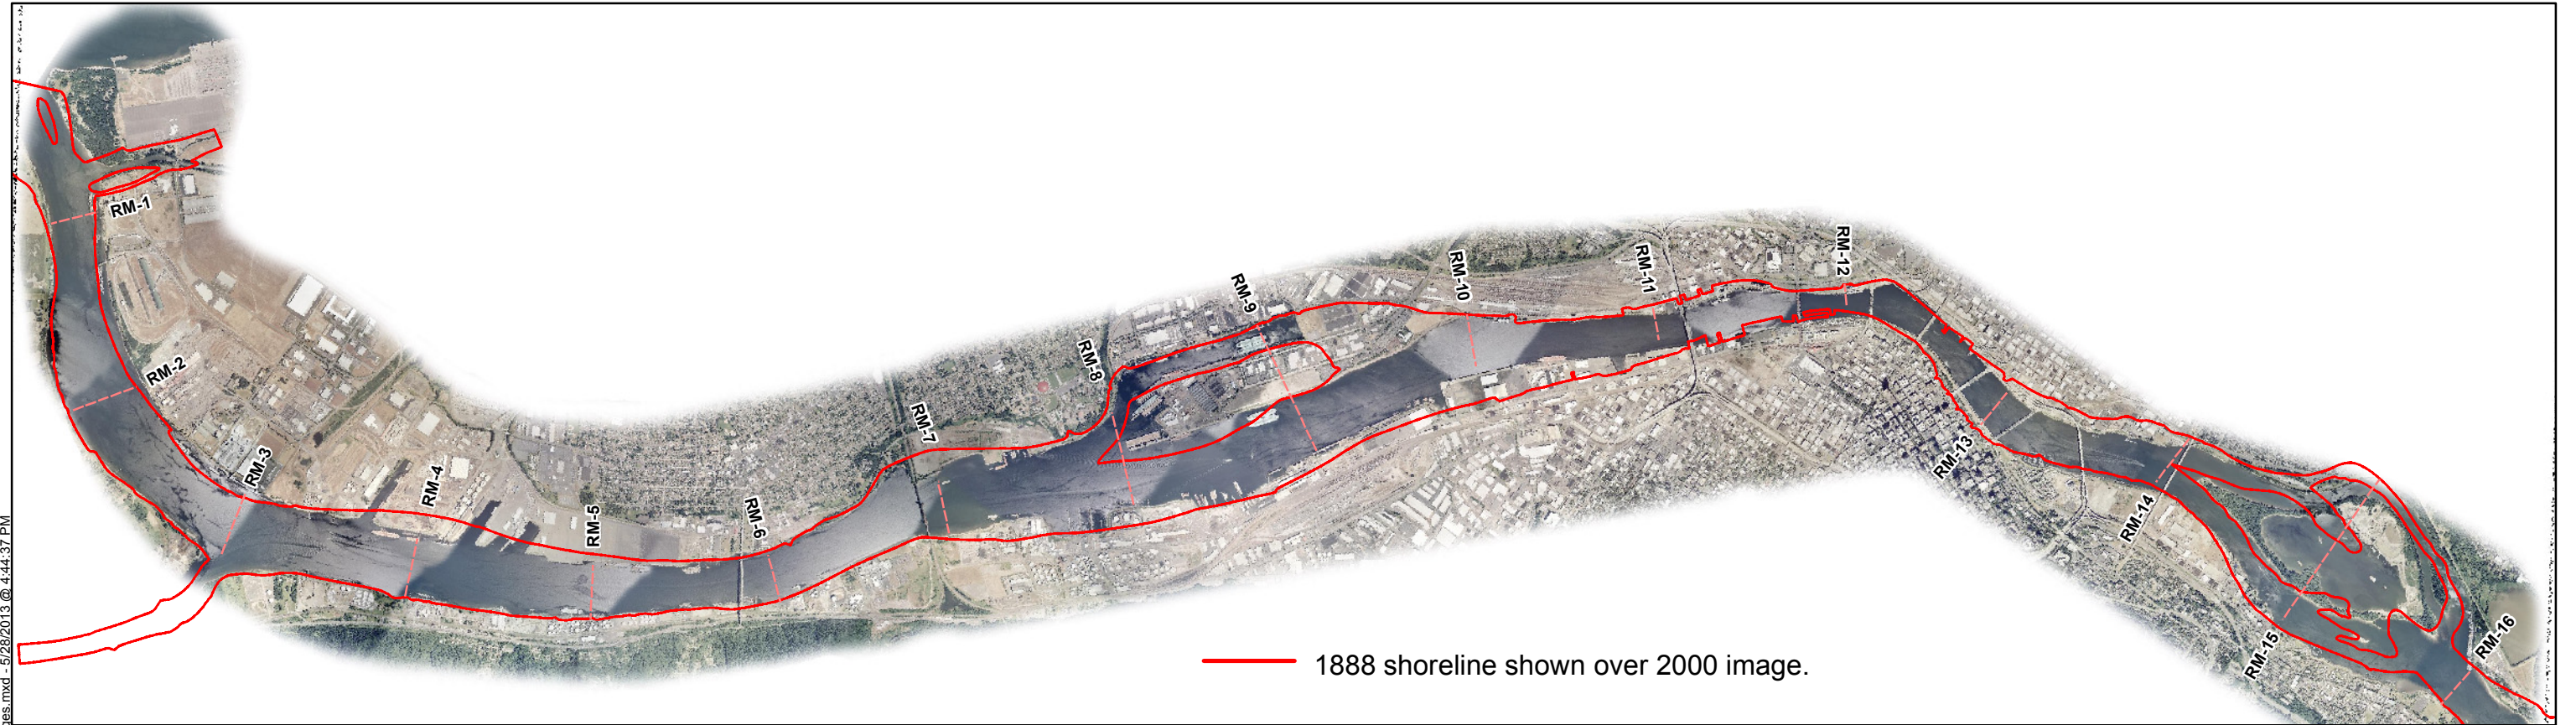 RM-1
RM-2
RM-3
RM-4
RM-5
RM-6
RM-7
RM-8
RM-9
RM-10
RM-11
RM-12
RM-13
RM-14
RM-15
RM-16
1888 shoreline shown over 2000 image.
ges.mxd - 5/28/2013 @ 4:44:37 PM